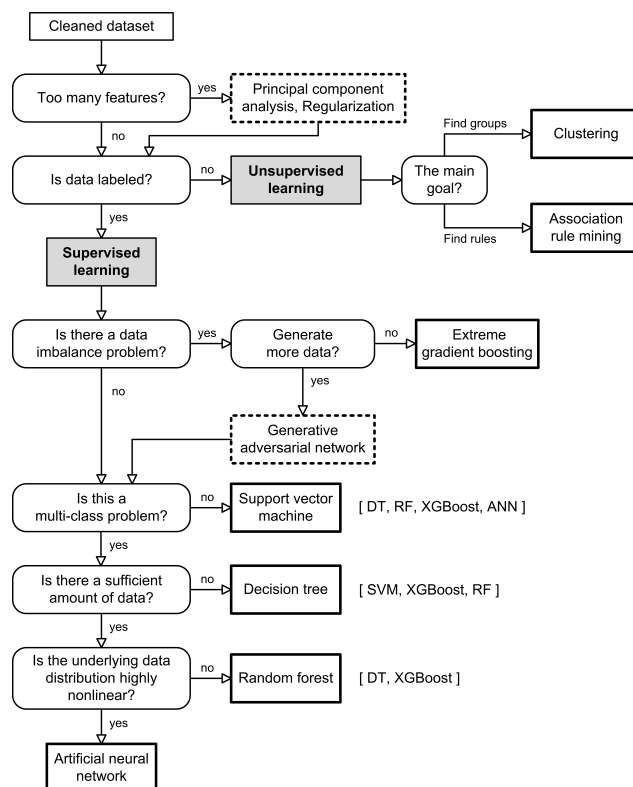 Cleaned dataset
Too many features?
yes
Principal component
analysis, Regularization
no
Find groups
Clustering
Is data labeled?
no
Unsupervised
learning
The main
goal?
yes
Find rules
Association
rule mining
Supervised
learning
Is there a data
imbalance problem?
yes
Generate
more data?
no
Extreme
gradient boosting
no
yes
Generative
adversarial network
Is this a
multi-class problem?
no
Support vector
machine
[ DT, RF, XGBoost, ANN ]
yes
Is there a sufficient
amount of data?
no
Decision tree
[ SVM, XGBoost, RF ]
yes
Is the underlying data
distribution highly
nonlinear?
no
Random forest
[ DT, XGBoost ]
yes
Artificial neural
network